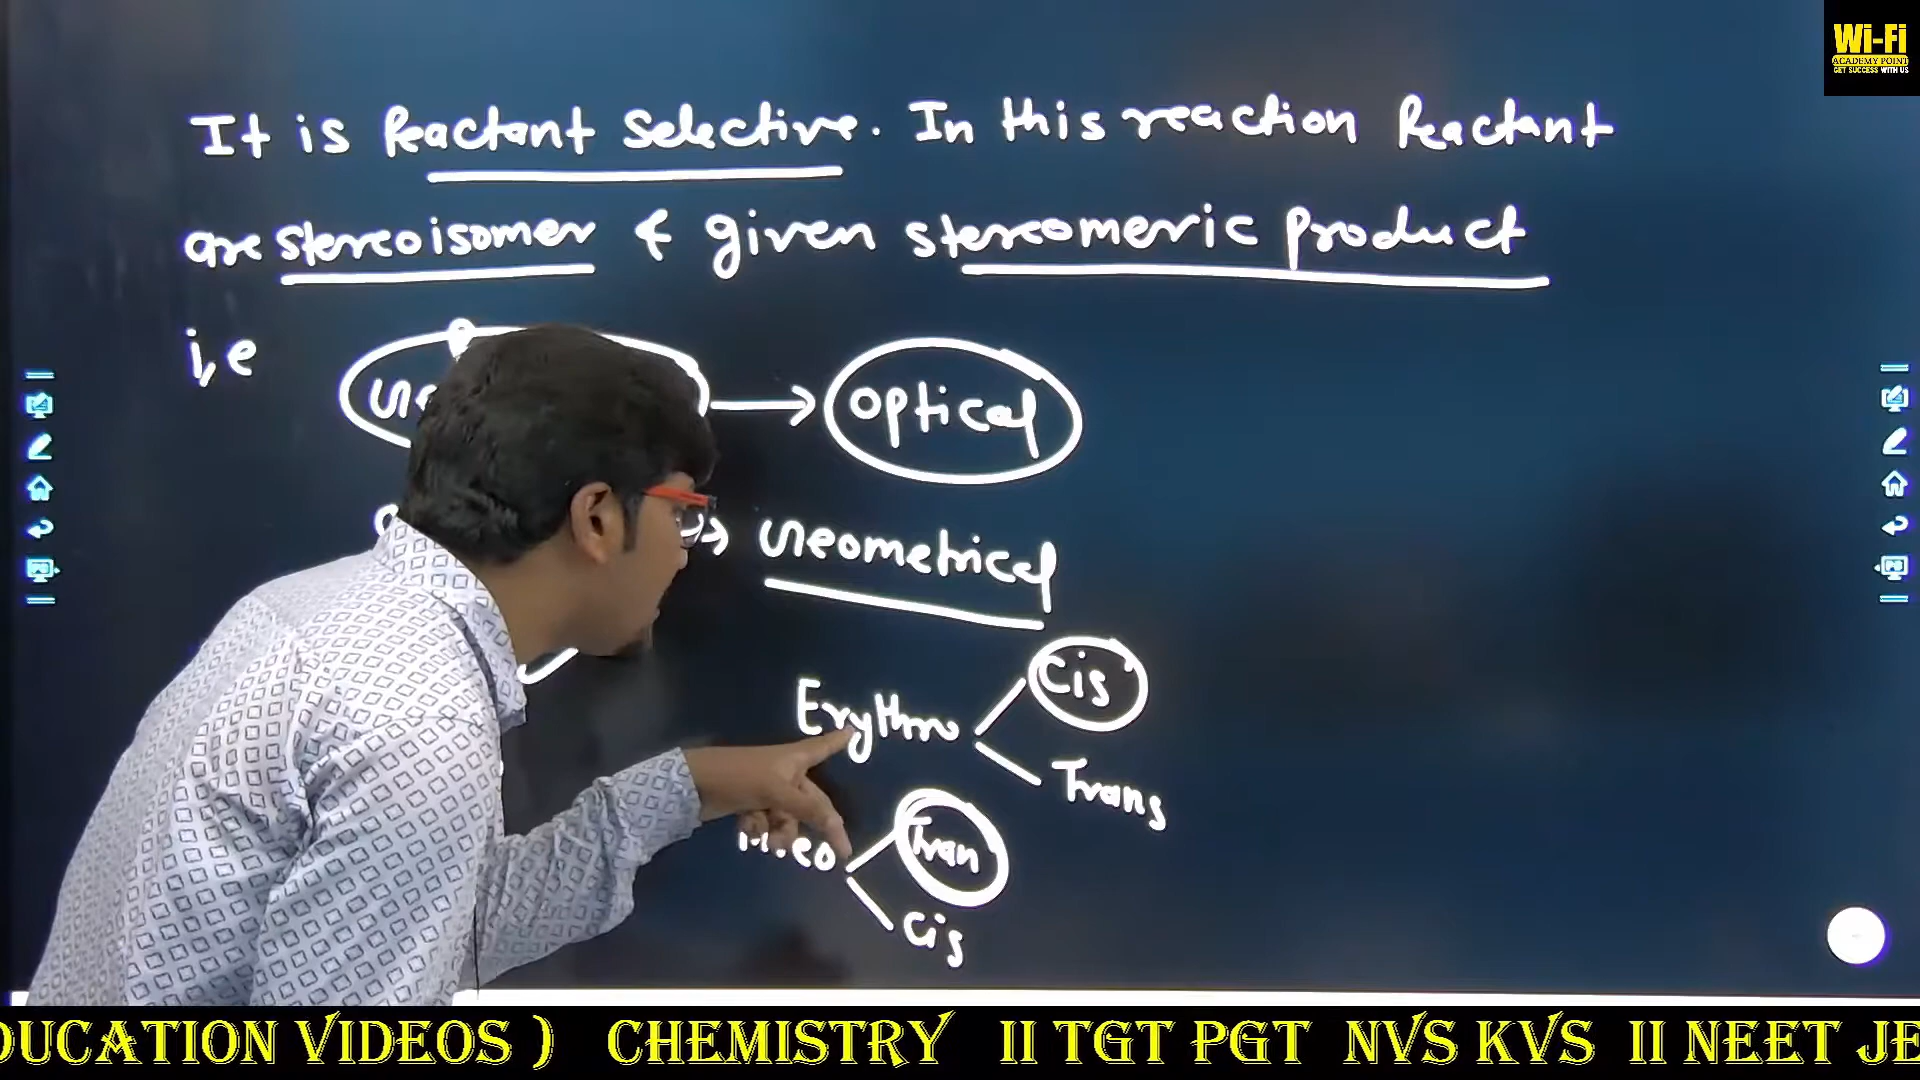 Wi-Fi
ACADEMY POINT
GET SUCCESS WITH US
It is Reactant Selective. In this reaction Reactant
are stereoisomer & given stereomeric product
i,e
optical
Geometrical
Cis
Erythro
Trans
Tran
Cis
DUCATION VIDEOS ) CHEMISTRY II TGT PGT NVS KVS II NEET JE